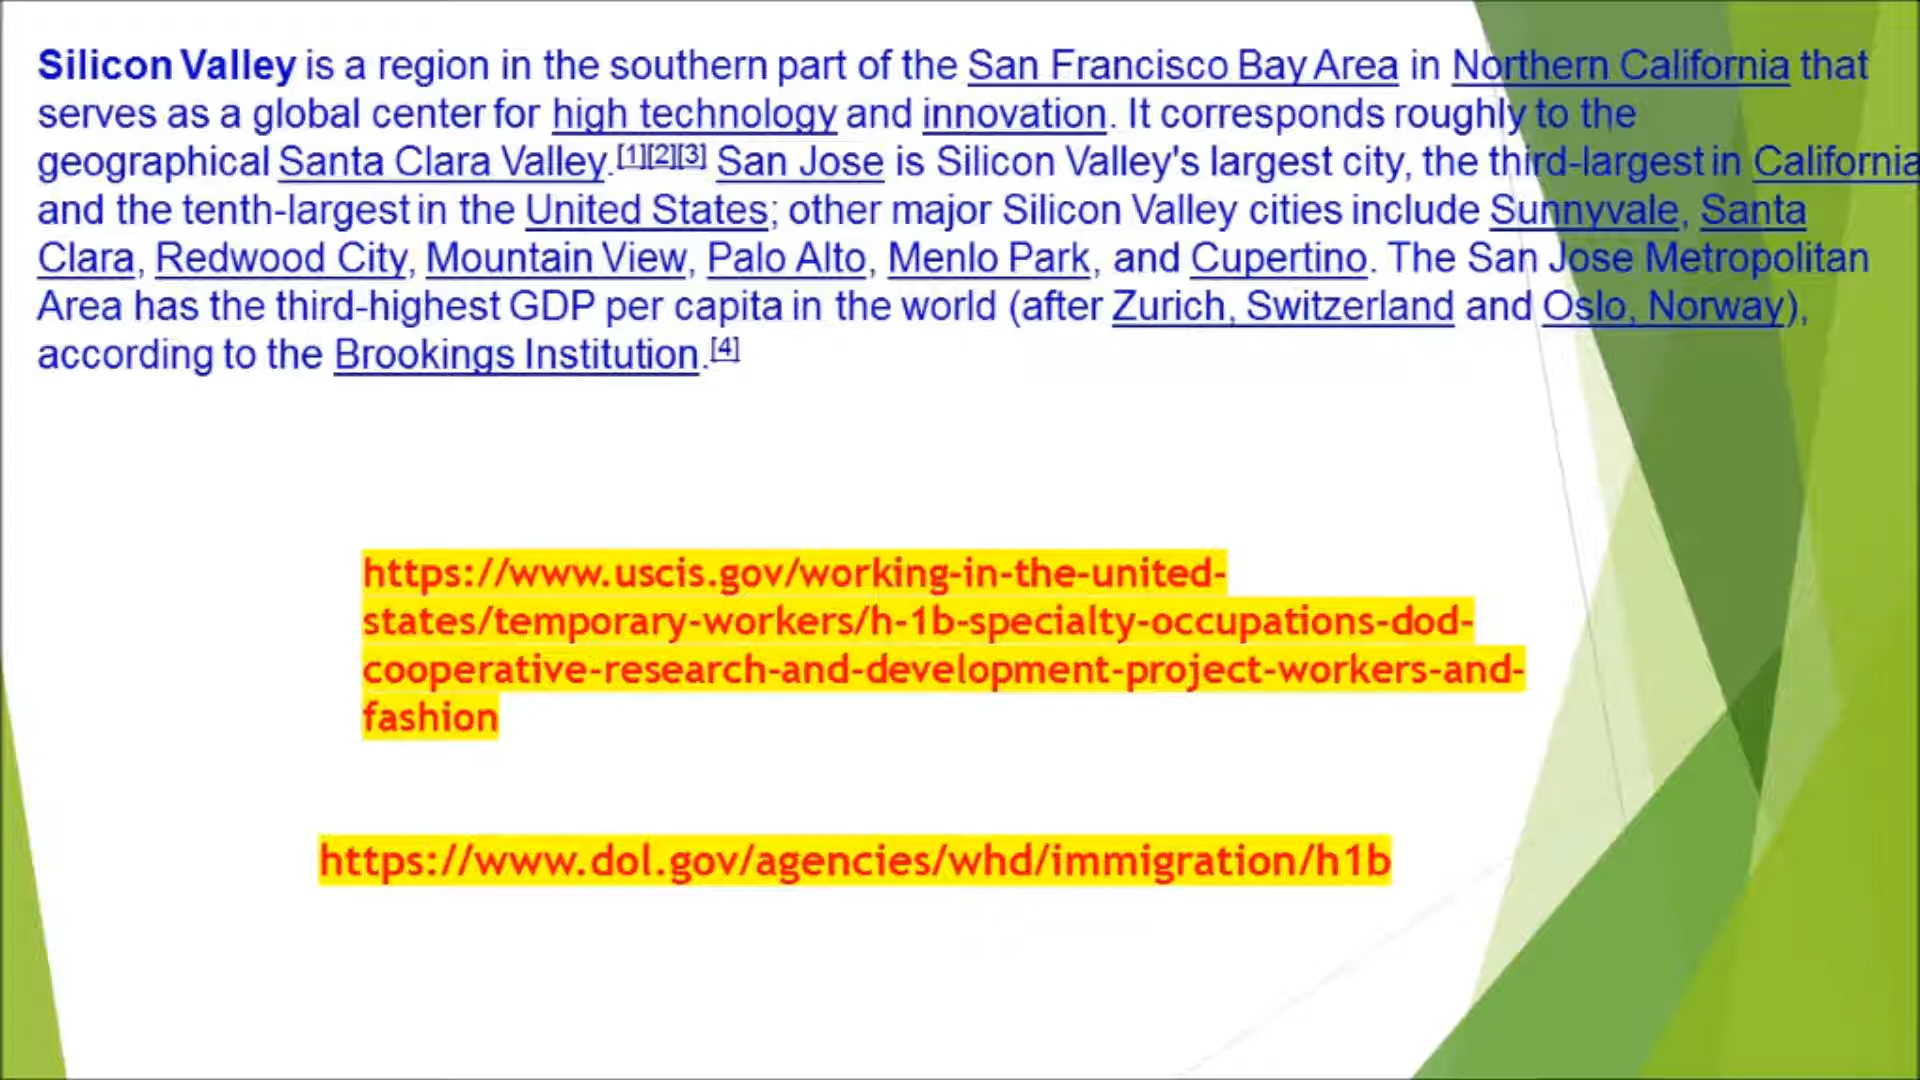 Silicon Valley is a region in the southern part of the San Francisco Bay Area in Northern California that
serves as a global center for high technology and innovation. It corresponds roughly to the
geographical Santa Clara Valley.[1][2][3] San Jose is Silicon Valley's largest city, the third-largest in California
and the tenth-largest in the United States; other major Silicon Valley cities include Sunnyvale, Santa
Clara, Redwood City, Mountain View, Palo Alto, Menlo Park, and Cupertino. The San Jose Metropolitan
Area has the third-highest GDP per capita in the world (after Zurich, Switzerland and Oslo, Norway),
according to the Brookings Institution.[4]
https://www.uscis.gov/working-in-the-united-
states/temporary-workers/h-1b-specialty-occupations-dod-
cooperative-research-and-development-project-workers-and-
fashion
https://www.dol.gov/agencies/whd/immigration/h1b